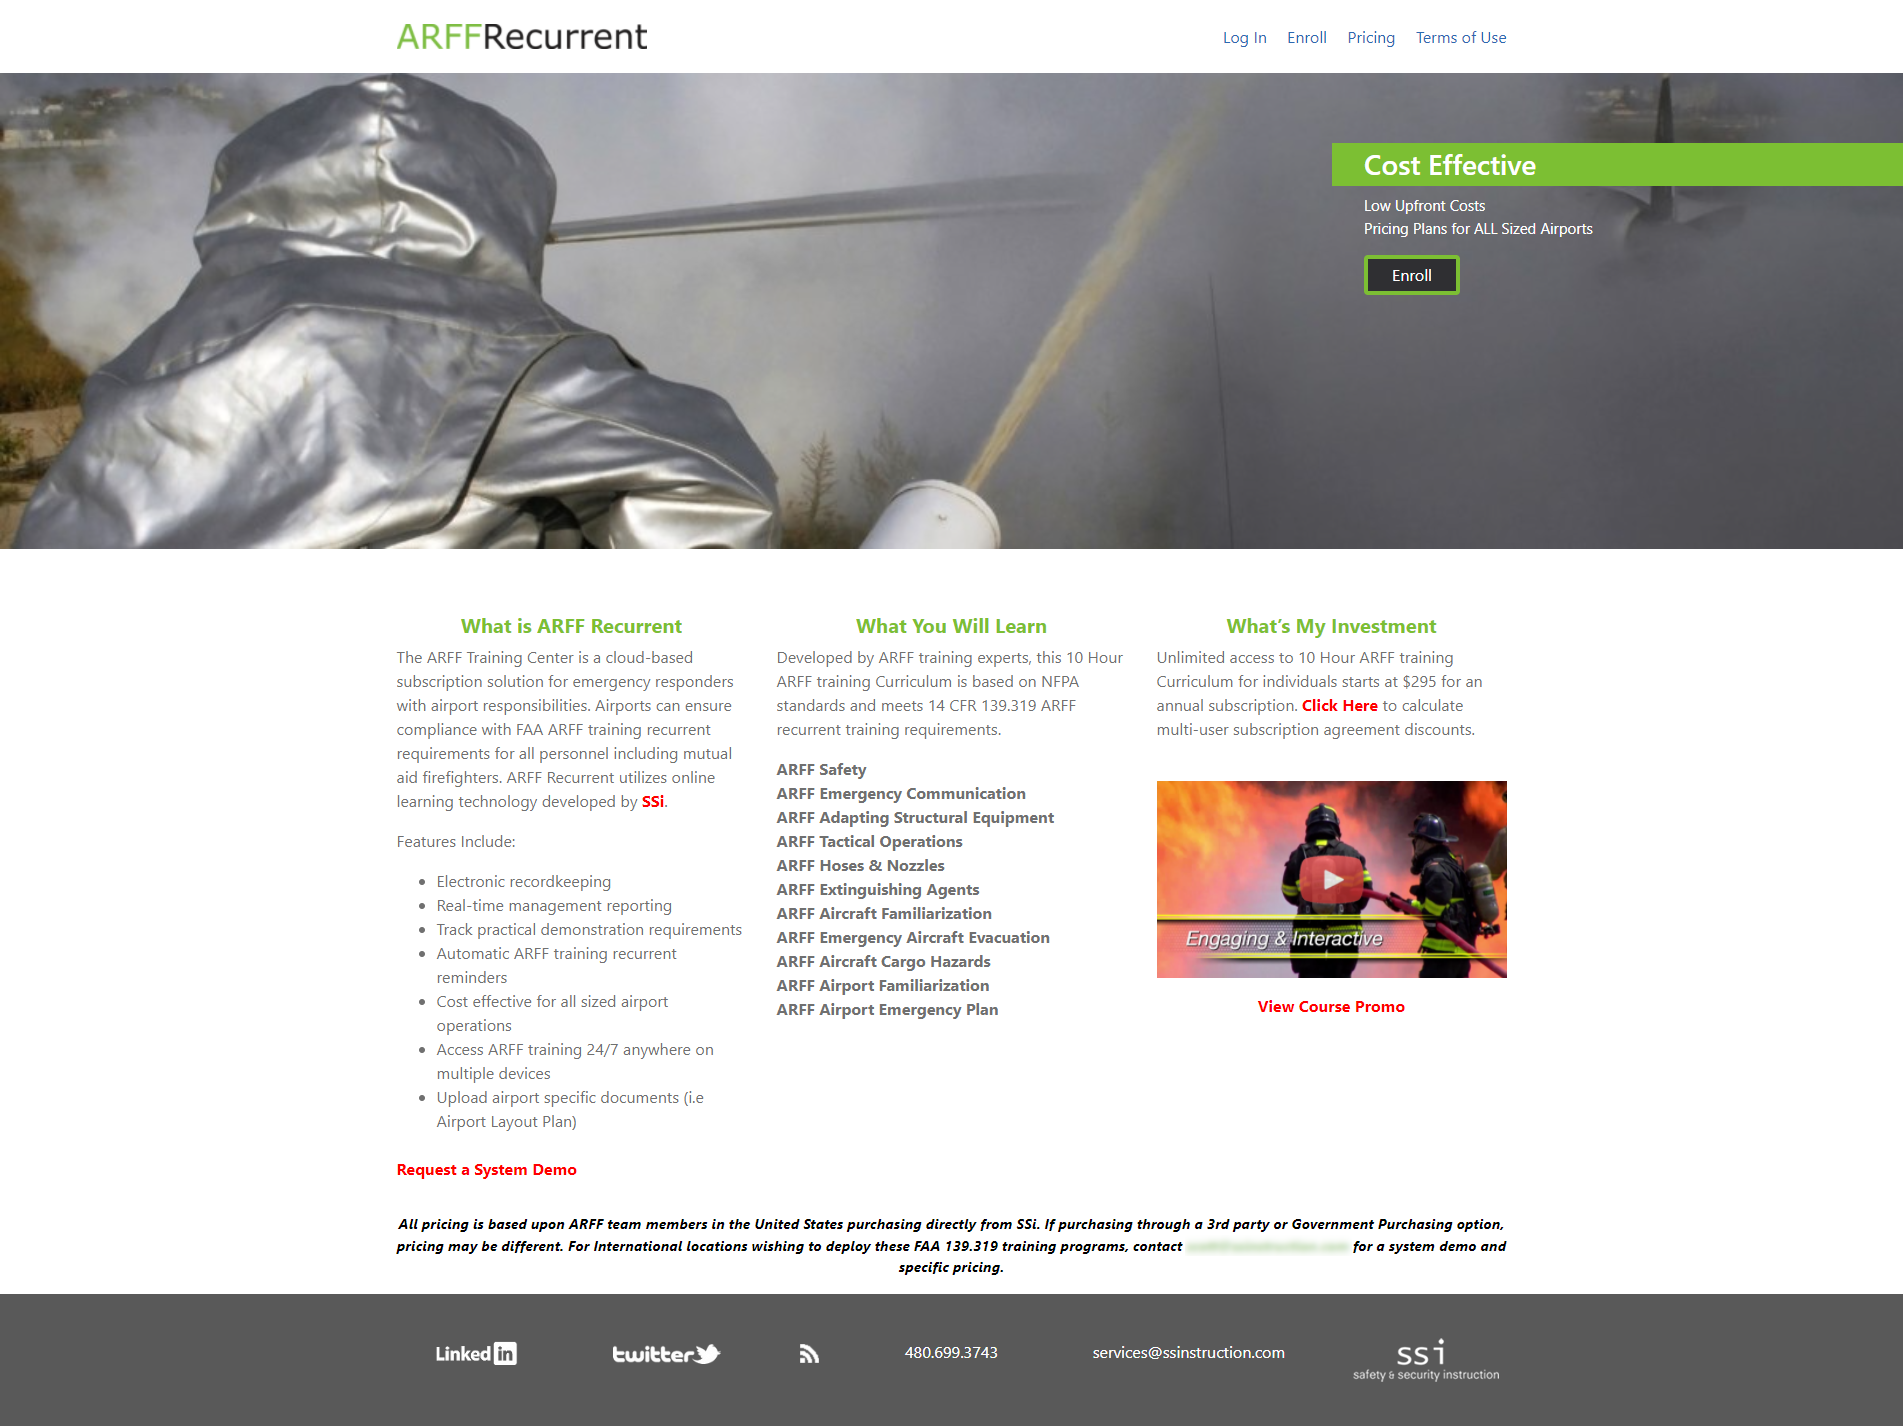 ARFFRecurrent
Log In
Enroll
Pricing
Terms of Use
Cost Effective
Low Upfront Costs
Pricing Plans for ALL Sized Airports
Enroll
What is ARFF Recurrent
The ARFF Training Center is a cloud-based
subscription solution for emergency responders
with airport responsibilities. Airports can ensure
compliance with FAA ARFF training recurrent
requirements for all personnel including mutual
aid firefighters. ARFF Recurrent utilizes online
learning technology developed by SSi.
Features Include:
• Electronic recordkeeping
• Real-time management reporting
• Track practical demonstration requirements
• Automatic ARFF training recurrent
reminders
• Cost effective for all sized airport
operations
• Access ARFF training 24/7 anywhere on
multiple devices
• Upload airport specific documents (i.e
Airport Layout Plan)
Request a System Demo
What You Will Learn
Developed by ARFF training experts, this 10 Hour
ARFF training Curriculum is based on NFPA
standards and meets 14 CFR 139.319 ARFF
recurrent training requirements.
ARFF Safety
ARFF Emergency Communication
ARFF Adapting Structural Equipment
ARFF Tactical Operations
ARFF Hoses & Nozzles
ARFF Extinguishing Agents
ARFF Aircraft Familiarization
ARFF Emergency Aircraft Evacuation
ARFF Aircraft Cargo Hazards
ARFF Airport Familiarization
ARFF Airport Emergency Plan
What's My Investment
Unlimited access to 10 Hour ARFF training
Curriculum for individuals starts at $295 for an
annual subscription. Click Here to calculate
multi-user subscription agreement discounts.
Engaging & Interactive
View Course Promo
All pricing is based upon ARFF team members in the United States purchasing directly from SSi. If purchasing through a 3rd party or Government Purchasing option,
pricing may be different. For International locations wishing to deploy these FAA 139.319 training programs, contact for a system demo and
specific pricing.
Linked in
twitter
480.699.3743
services@ssinstruction.com
ssi
safety & security instruction